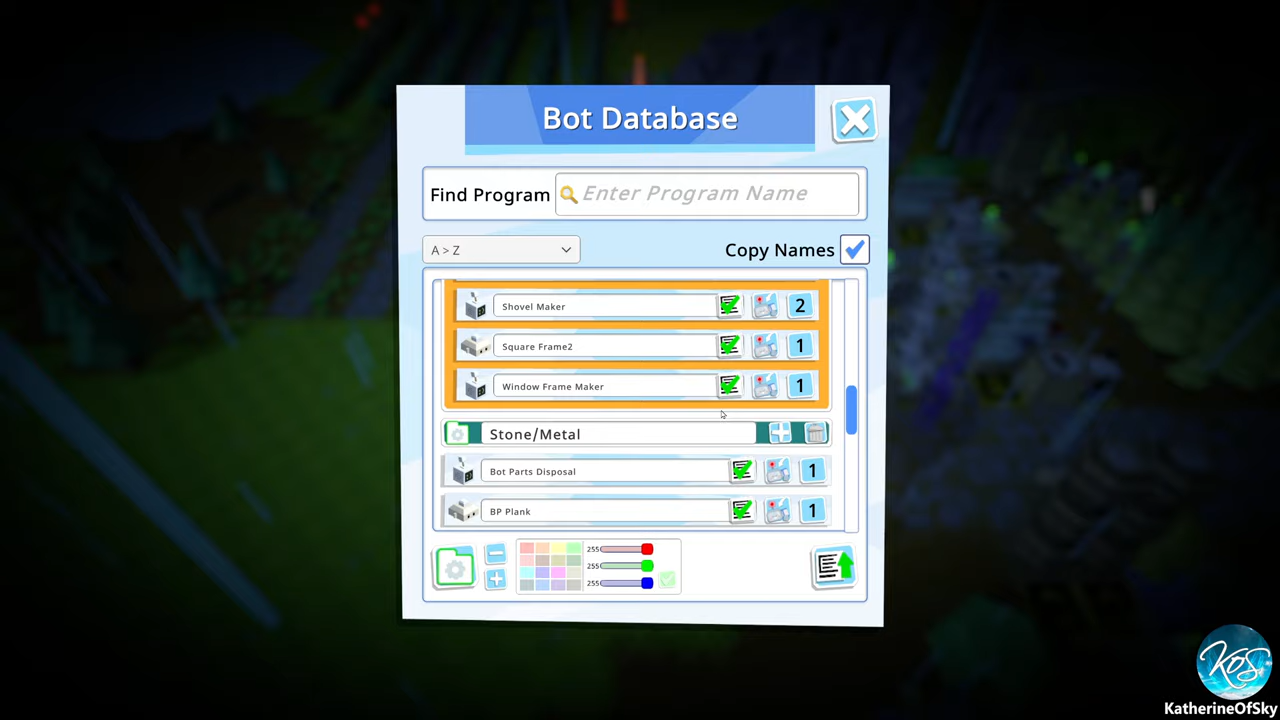 Bot Database
Find Program
Enter Program Name
A > Z
Copy Names
Shovel Maker
2
Square Frame2
1
Window Frame Maker
1
Stone/Metal
Bot Parts Disposal
1
BP Plank
1
255
255
255
KOS
KatherineOfSky